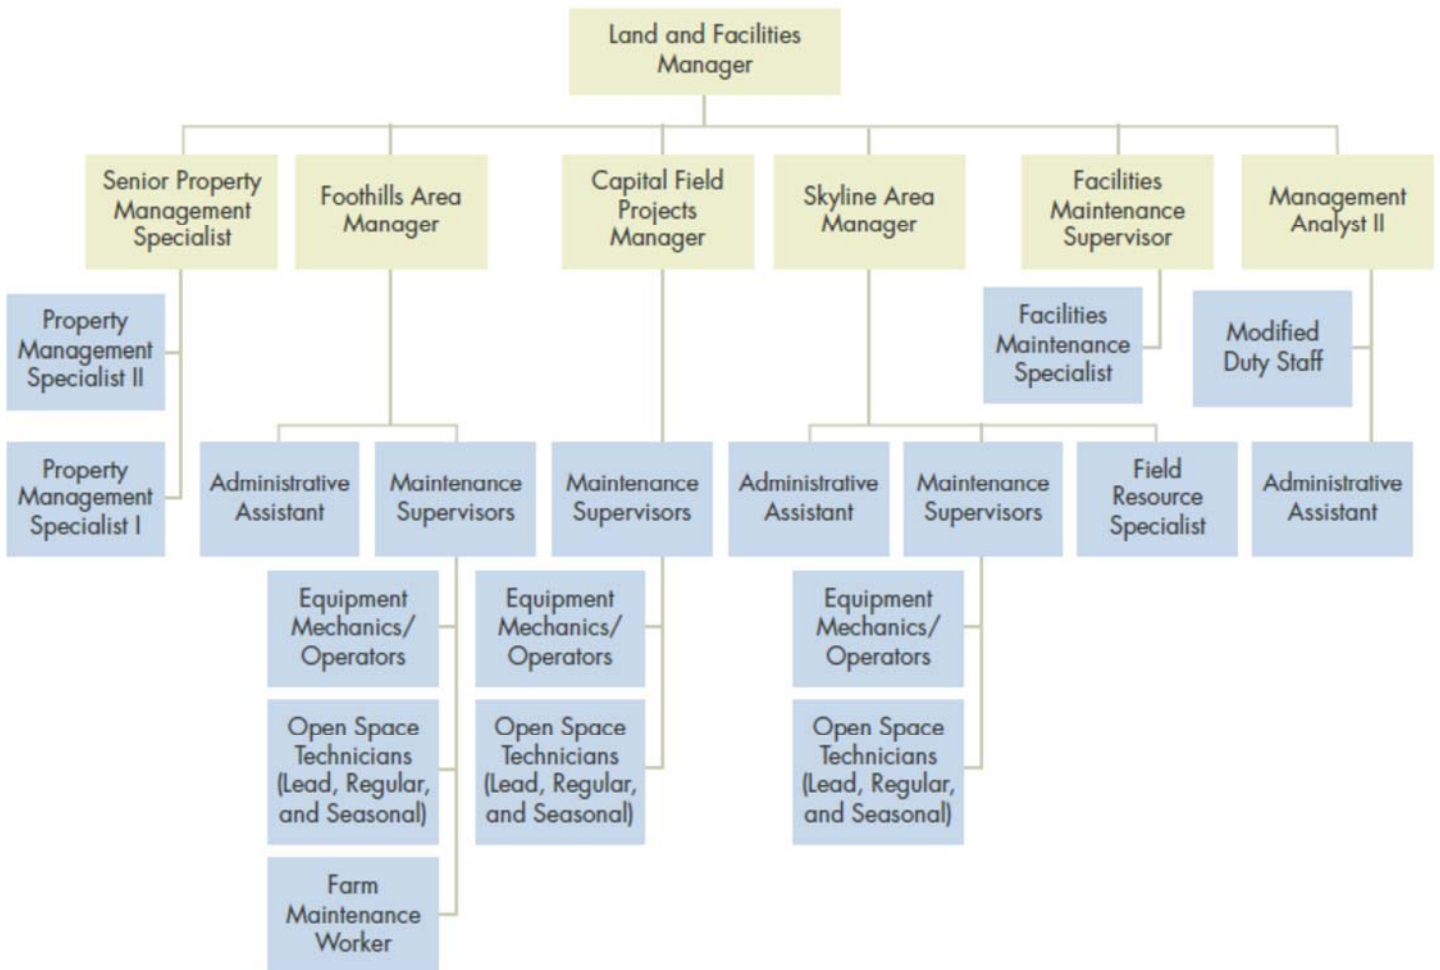 Land and Facilities
Manager
Senior Property
Management
Specialist
Foothills Area
Manager
Capital Field
Projects
Manager
Skyline Area
Manager
Facilities
Maintenance
Supervisor
Management
Analyst II
Property
Management
Specialist II
Facilities
Maintenance
Specialist
Modified
Duty Staff
Property
Management
Specialist I
Administrative
Assistant
Maintenance
Supervisors
Maintenance
Supervisors
Administrative
Assistant
Maintenance
Supervisors
Field
Resource
Specialist
Administrative
Assistant
Equipment
Mechanics/
Operators
Equipment
Mechanics/
Operators
Equipment
Mechanics/
Operators
Open Space
Technicians
(Lead, Regular,
and Seasonal)
Open Space
Technicians
(Lead, Regular,
and Seasonal)
Open Space
Technicians
(Lead, Regular,
and Seasonal)
Farm
Maintenance
Worker